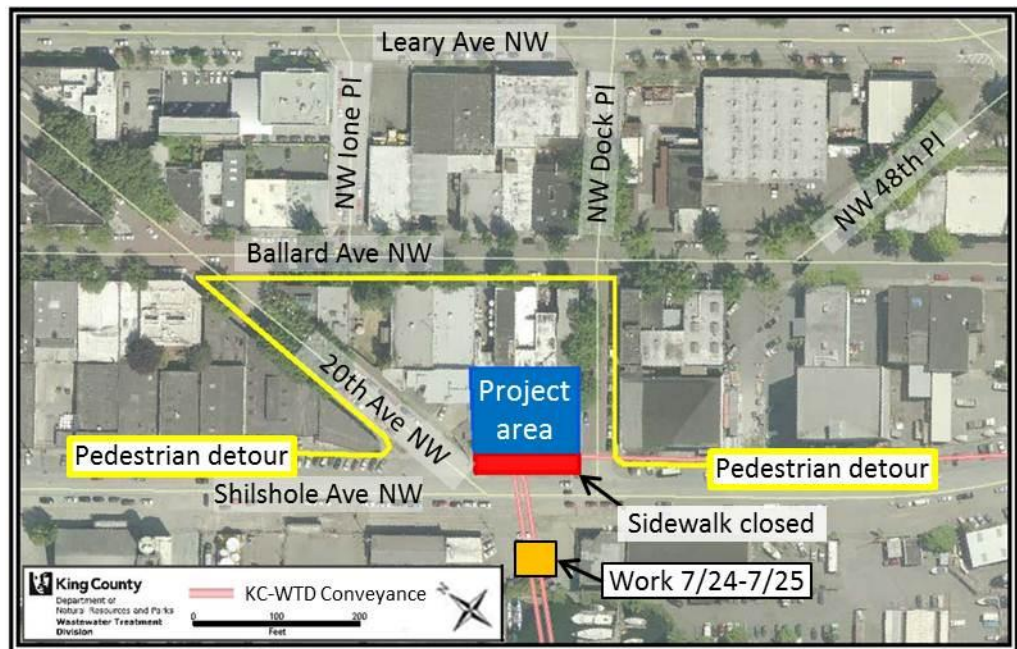 Leary Ave NW
NW Ione Pl
NW Dock Pl
NW 48th Pl
Ballard Ave NW
20th Ave NW
Project
area
Pedestrian detour
Pedestrian detour
Shilshole Ave NW
Sidewalk closed
Work 7/24-7/25
King County
Department of
Natural Resources and Parks
Wastewater Treatment
Division
KC-WTD Conveyance
0 100 200
Feet
N